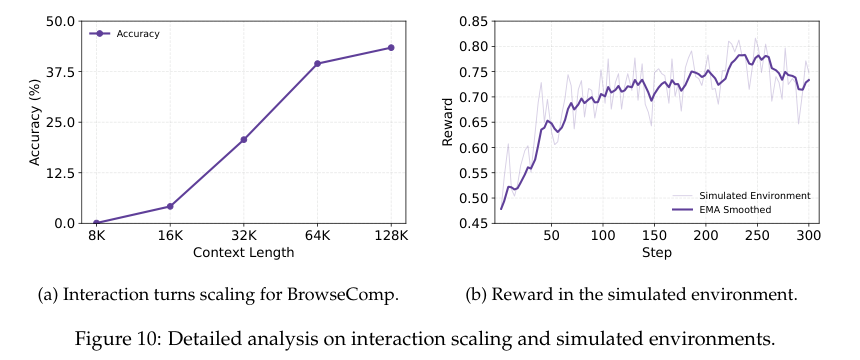 50.0
37.5
25.0
12.5
0.0
Accuracy (%)
Accuracy
8K 16K 32K 64K 128K
Context Length
0.85
0.80
0.75
0.70
0.65
0.60
0.55
0.50
0.45
Reward
Simulated Environment
EMA Smoothed
50 100 150 200 250 300
Step
(a) Interaction turns scaling for BrowseComp.
(b) Reward in the simulated environment.
Figure 10: Detailed analysis on interaction scaling and simulated environments.